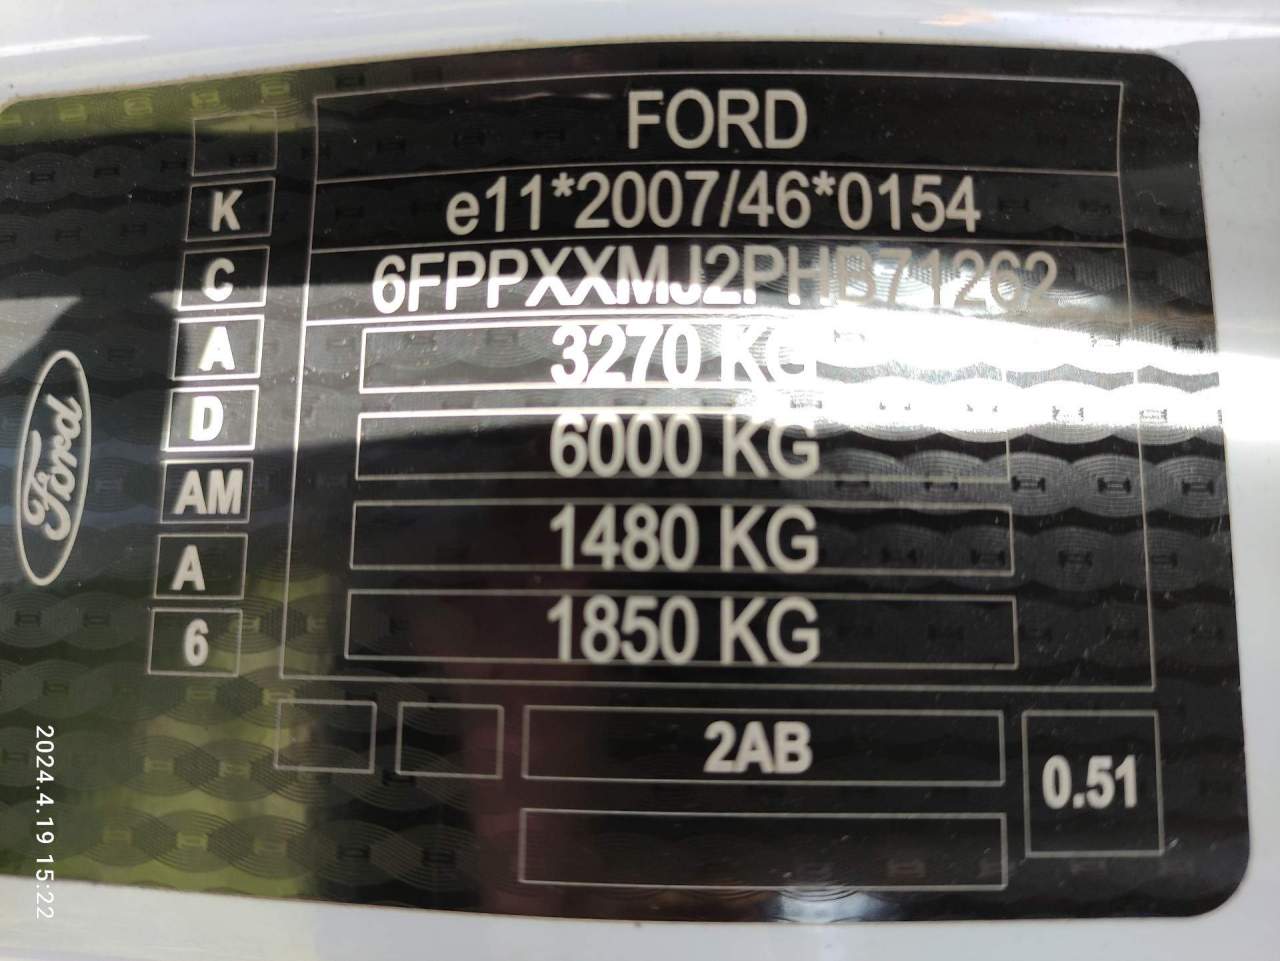 FORD
K
e11*2007/46*0154
C
6FPPXXMJ2PHB71262
A
3270 KG
D
6000 KG
AM
1480 KG
A
1850 KG
6
2AB
0.51
Ford
2024.4.19 15:22